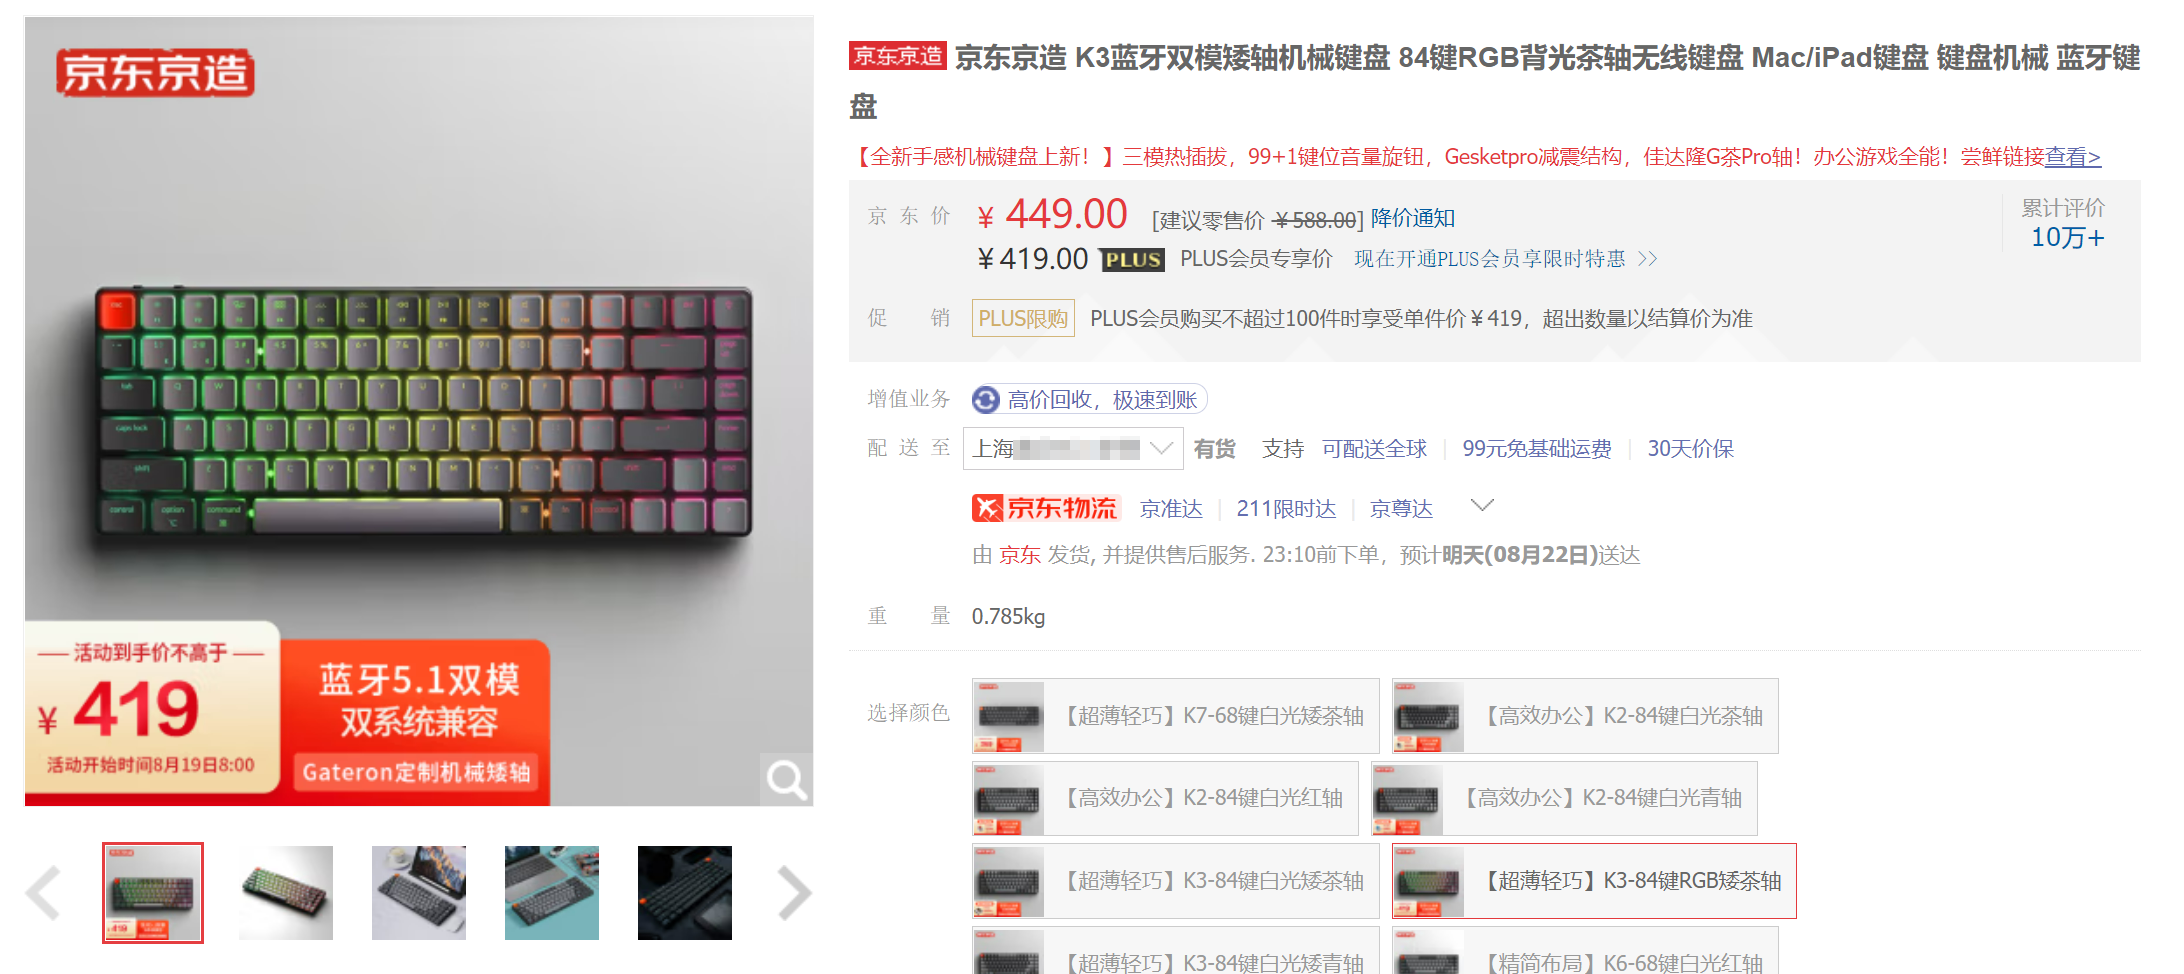 京东京造
活动到手价不高于
¥ 419
活动开始时间8月19日8:00
蓝牙5.1双模
双系统兼容
Gateron定制机械矮轴
京东京造 京东京造 K3蓝牙双模矮轴机械键盘 84键RGB背光茶轴无线键盘 Mac/iPad键盘 键盘机械 蓝牙键
盘
【全新手感机械键盘上新！】三模热插拔，99+1键位音量旋钮，Gesketpro减震结构，佳达隆G茶Pro轴！办公游戏全能！尝鲜链接查看>
京东价 ¥ 449.00 [建议零售价 ¥588.00] 降价通知
累计评价
10万+
¥419.00 PLUS PLUS会员专享价 现在开通PLUS会员享限时特惠 >>
促销 PLUS限购 PLUS会员购买不超过100件时享受单件价¥419，超出数量以结算价为准
增值业务 高价回收，极速到账
配送至 上海 有货 支持 可配送全球 99元免基础运费 30天价保
京东物流 京准达 211限时达 京尊达
由 京东 发货, 并提供售后服务. 23:10前下单，预计明天(08月22日)送达
重量 0.785kg
选择颜色
【超薄轻巧】K7-68键白光矮茶轴
【高效办公】K2-84键白光茶轴
【高效办公】K2-84键白光红轴
【高效办公】K2-84键白光青轴
【超薄轻巧】K3-84键白光矮茶轴
【超薄轻巧】K3-84键RGB矮茶轴
【超薄轻巧】K3-84键白光矮青轴
【精简布局】K6-68键白光红轴